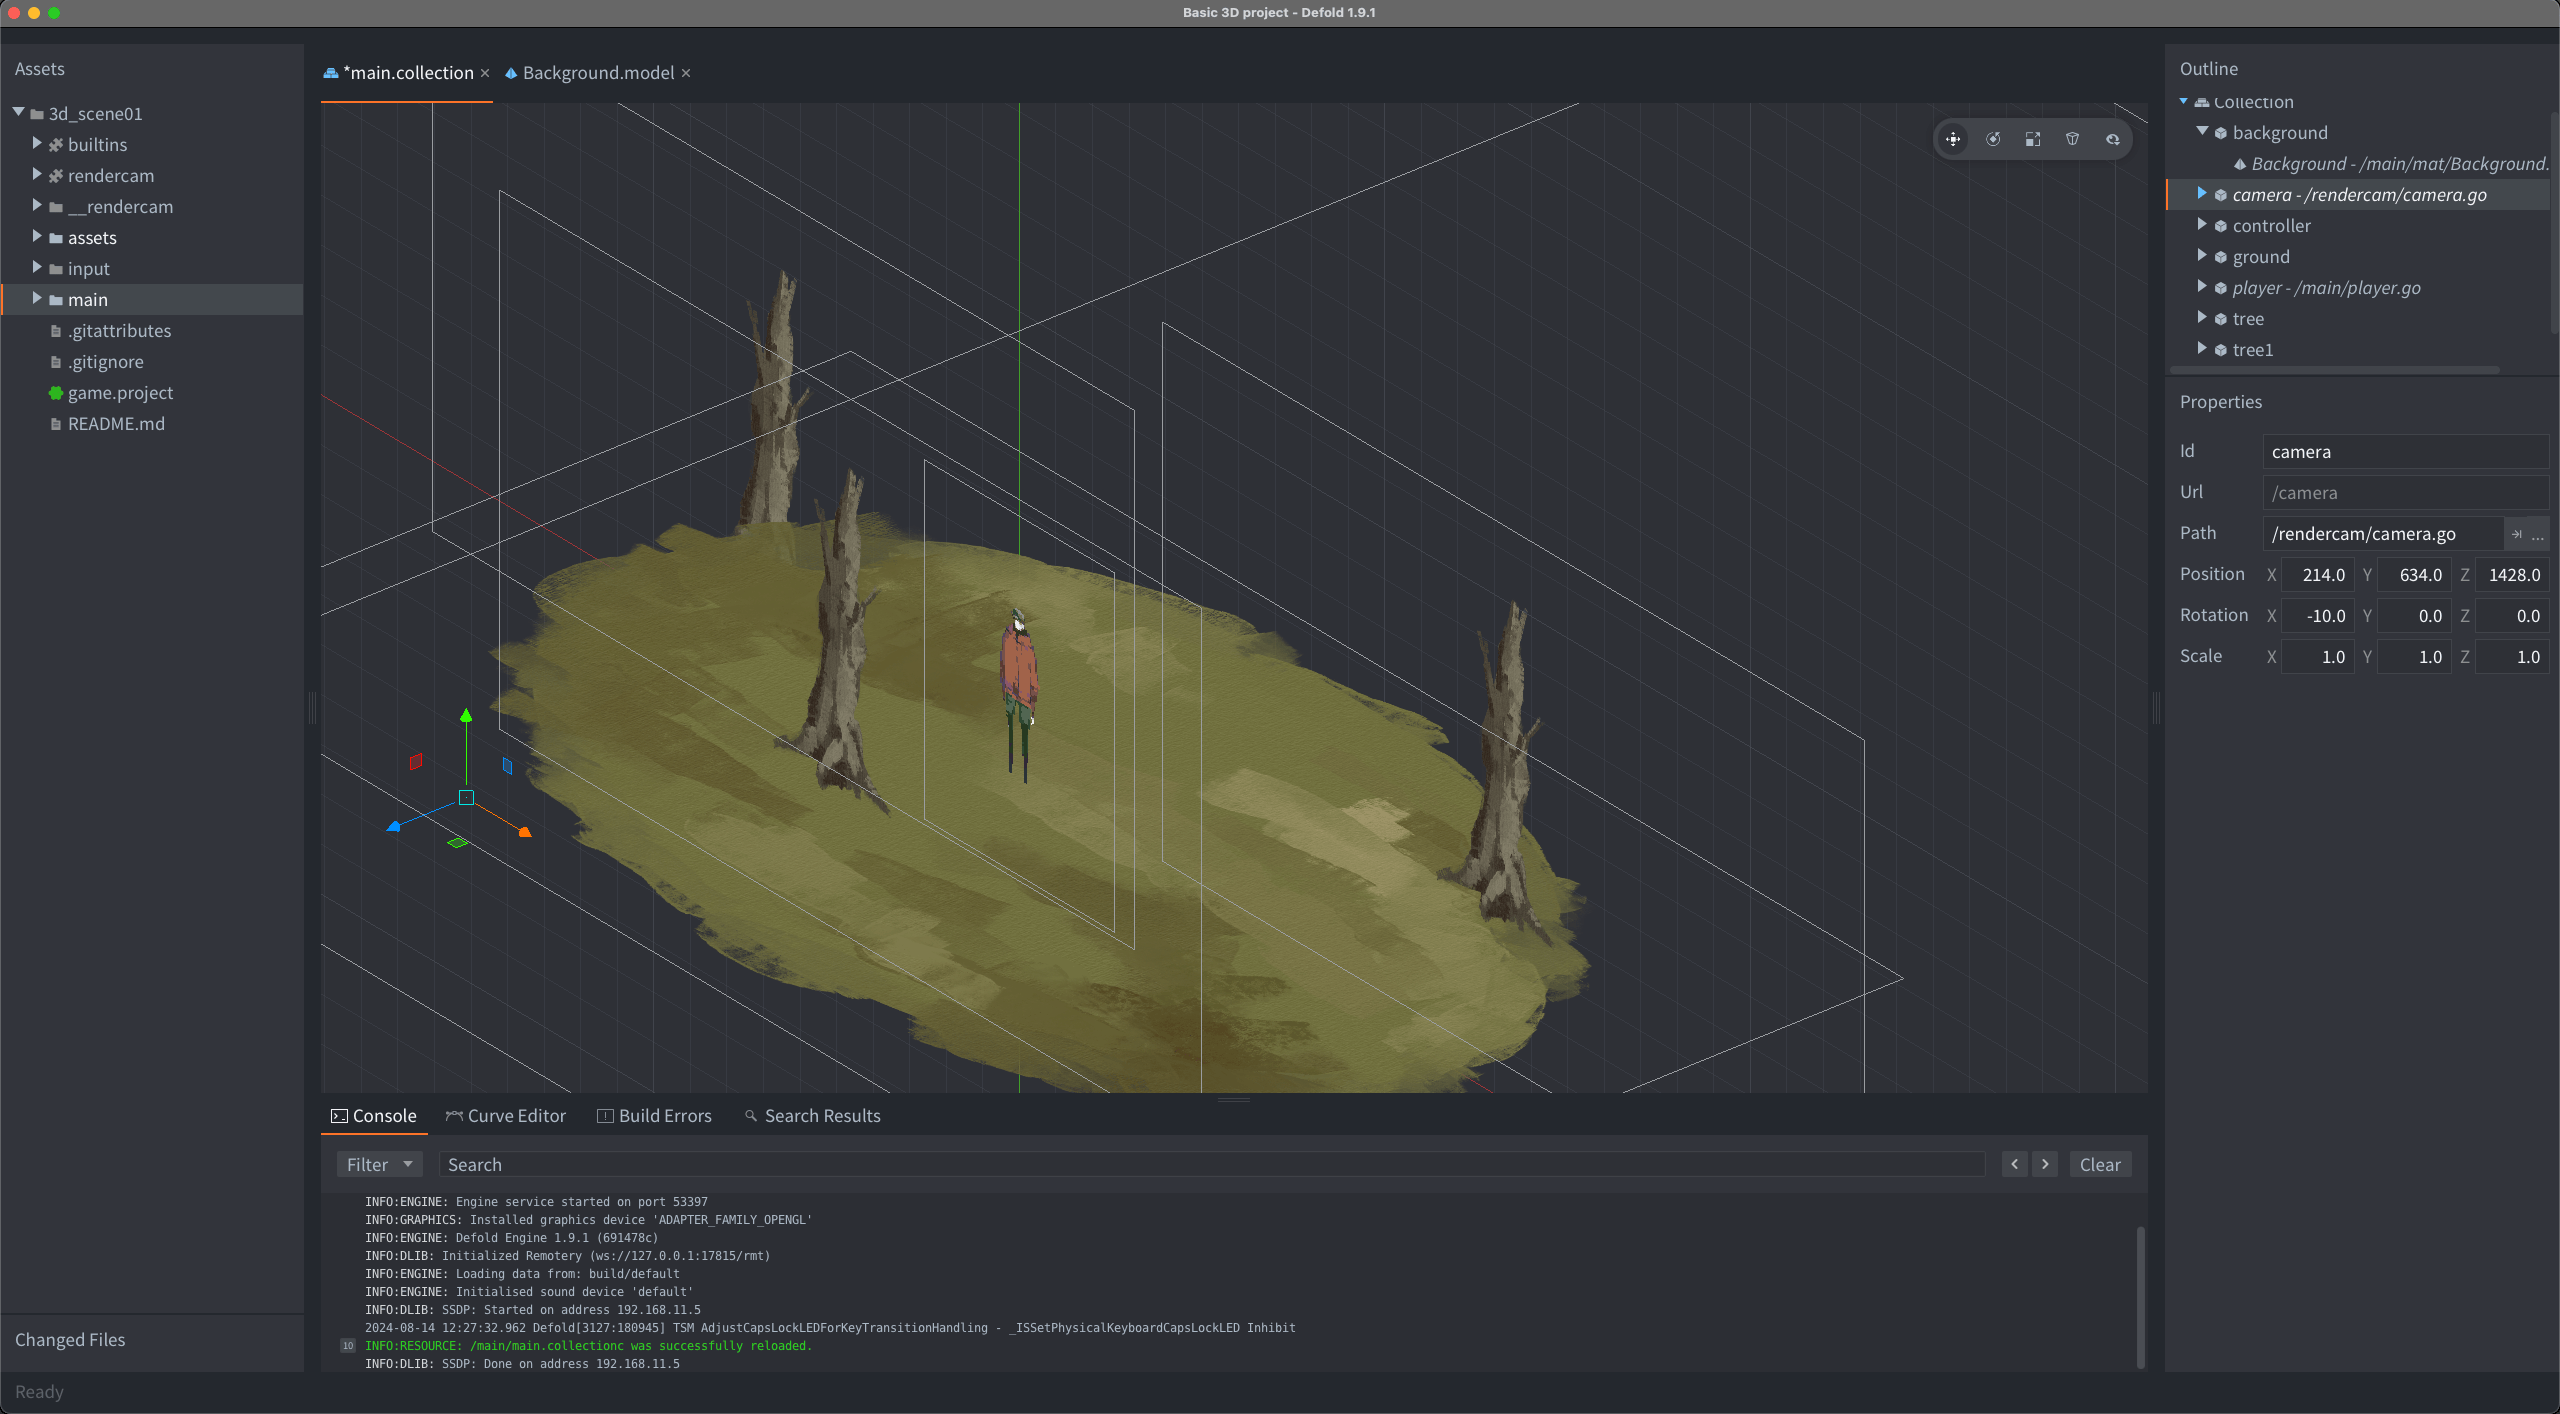 Basic 3D project - Defold 1.9.1
Assets
3d_scene01
builtins
rendercam
__rendercam
assets
input
main
.gitattributes
.gitignore
game.project
README.md
Changed Files
Ready
*main.collection
Background.model
Console
Curve Editor
Build Errors
Search Results
Filter
Search
Clear
INFO:ENGINE: Engine service started on port 53397
INFO:GRAPHICS: Installed graphics device 'ADAPTER_FAMILY_OPENGL'
INFO:ENGINE: Defold Engine 1.9.1 (691478c)
INFO:DLIB: Initialized Remotery (ws://127.0.0.1:17815/rmt)
INFO:ENGINE: Loading data from: build/default
INFO:ENGINE: Initialised sound device 'default'
INFO:DLIB: SSDP: Started on address 192.168.11.5
2024-08-14 12:27:32.962 Defold[3127:180945] TSM AdjustCapsLockLEDForKeyTransitionHandling - _ISSetPhysicalKeyboardCapsLockLED Inhibit
10 INFO:RESOURCE: /main/main.collectionc was successfully reloaded.
INFO:DLIB: SSDP: Done on address 192.168.11.5
Outline
Collection
background
Background - /main/mat/Background.
camera - /rendercam/camera.go
controller
ground
player - /main/player.go
tree
tree1
Properties
Id camera
Url /camera
Path /rendercam/camera.go ...
Position X 214.0 Y 634.0 Z 1428.0
Rotation X -10.0 Y 0.0 Z 0.0
Scale X 1.0 Y 1.0 Z 1.0